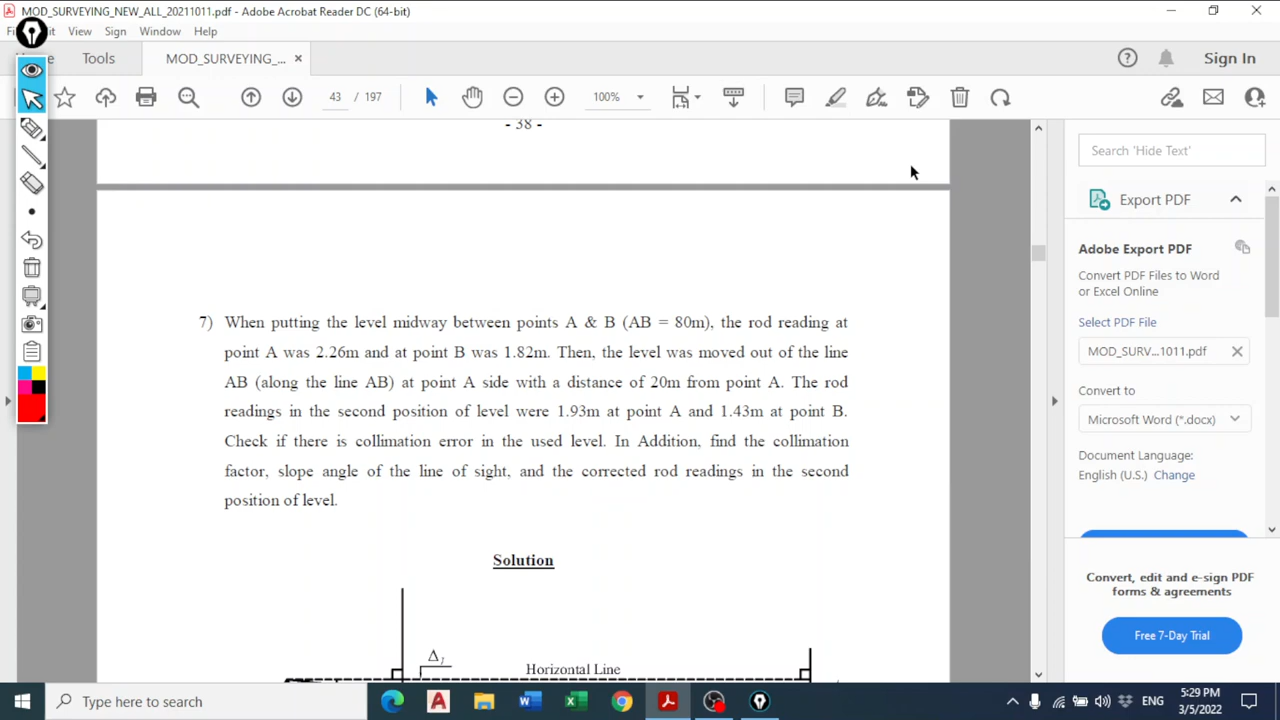 MOD_SURVEYING_NEW_ALL_20211011.pdf - Adobe Acrobat Reader DC (64-bit)
View Sign Window Help
Tools MOD_SURVEYING_... Sign In
43 / 197 100%
- 38 -
Search 'Hide Text'
Export PDF
Adobe Export PDF
Convert PDF Files to Word
or Excel Online
Select PDF File
MOD_SURV...1011.pdf
Convert to
Microsoft Word (*.docx)
Document Language:
English (U.S.) Change
Convert, edit and e-sign PDF
forms & agreements
Free 7-Day Trial
7) When putting the level midway between points A & B (AB = 80m), the rod reading at
point A was 2.26m and at point B was 1.82m. Then, the level was moved out of the line
AB (along the line AB) at point A side with a distance of 20m from point A. The rod
readings in the second position of level were 1.93m at point A and 1.43m at point B.
Check if there is collimation error in the used level. In Addition, find the collimation
factor, slope angle of the line of sight, and the corrected rod readings in the second
position of level.
Solution
Δ₁
Horizontal Line
Type here to search
ENG
5:29 PM
3/5/2022